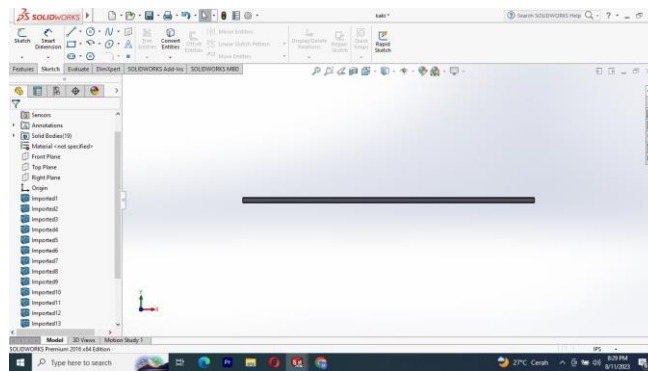 SOLIDWORKS
kaki *
Search SOLIDWORKS Help
Sketch
Smart Dimension
Trim Entities
Convert Entities
Offset Entities
Mirror Entities
Linear Sketch Pattern
Move Entities
Display/Delete Relations
Repair Sketch
Quick Snaps
Rapid Sketch
Features
Sketch
Evaluate
DimXpert
SOLIDWORKS Add-Ins
SOLIDWORKS MBD
Sensors
Annotations
Solid Bodies(19)
Material <not specified>
Front Plane
Top Plane
Right Plane
Origin
Imported1
Imported2
Imported3
Imported4
Imported5
Imported6
Imported7
Imported8
Imported9
Imported10
Imported11
Imported12
Imported13
Model
3D Views
Motion Study 1
SOLIDWORKS Premium 2016 x64 Edition
IPS
Type here to search
27°C Cerah
8:29 PM
8/11/2023